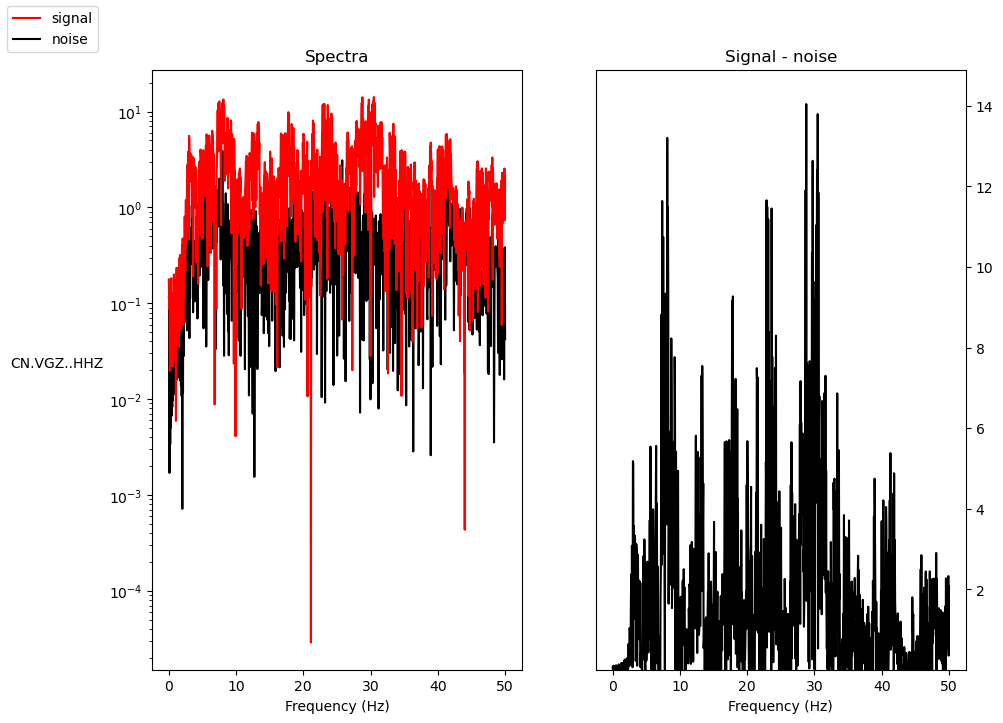 signal
noise
Spectra
Signal - noise
10^1
10^0
10^−1
10^−2
10^−3
10^−4
CN.VGZ..HHZ
14
12
10
8
6
4
2
0 10 20 30 40 50
0 10 20 30 40 50
Frequency (Hz)
Frequency (Hz)